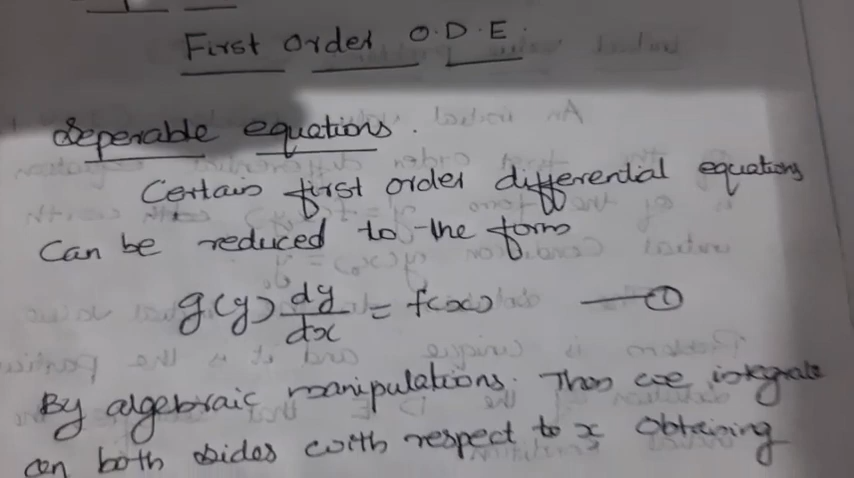 First order O.D.E.
Seperable equations.
Certain first order differential equations
Can be reduced to the form
g(y) dy/dx = f(x) —①
By algebraic manipulations. Then we integrate
on both sides with respect to x obtaining